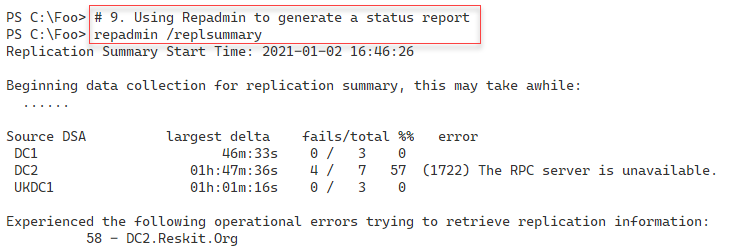 PS C:\Foo> # 9. Using Repadmin to generate a status report
PS C:\Foo> repadmin /replsummary
Replication Summary Start Time: 2021-01-02 16:46:26
Beginning data collection for replication summary, this may take awhile:
......
Source DSA largest delta fails/total %% error
DC1 46m:33s 0 / 3 0
DC2 01h:47m:36s 4 / 7 57 (1722) The RPC server is unavailable.
UKDC1 01h:01m:16s 0 / 3 0
Experienced the following operational errors trying to retrieve replication information:
58 - DC2.Reskit.Org